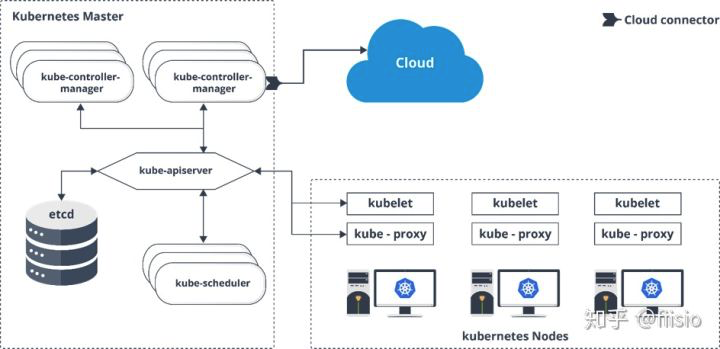 Kubernetes Master
Cloud connector
kube-controller-
manager
kube-controller-
manager
Cloud
kube-apiserver
etcd
kube-scheduler
kubelet
kubelet
kubelet
kube - proxy
kube - proxy
kube - proxy
kubernetes Nodes
知乎 @fiisio